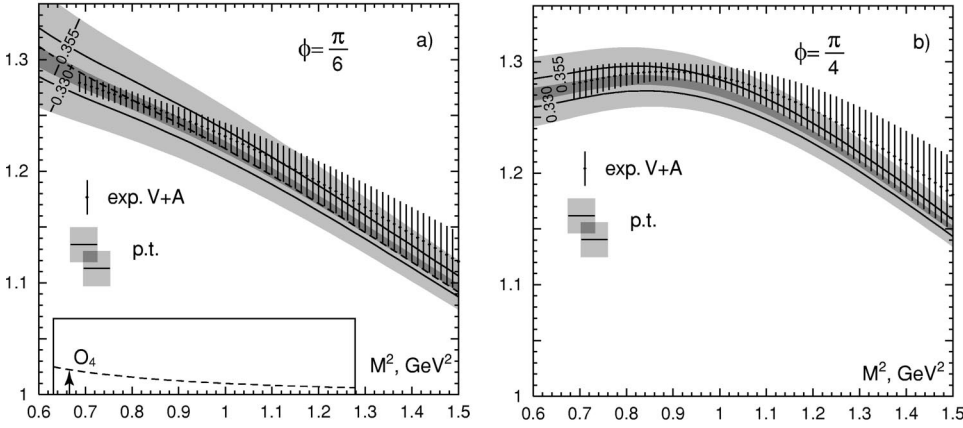 1.3
1.2
1.1
1
0.6 0.7 0.8 0.9 1 1.1 1.2 1.3 1.4 1.5
ϕ= π/6
a)
0.355
0.330
exp. V+A
p.t.
O₄
M², GeV²
1.4
1.3
1.2
1.1
1
0.6 0.7 0.8 0.9 1 1.1 1.2 1.3 1.4 1.5
ϕ= π/4
b)
0.355
0.330
exp. V+A
p.t.
M², GeV²